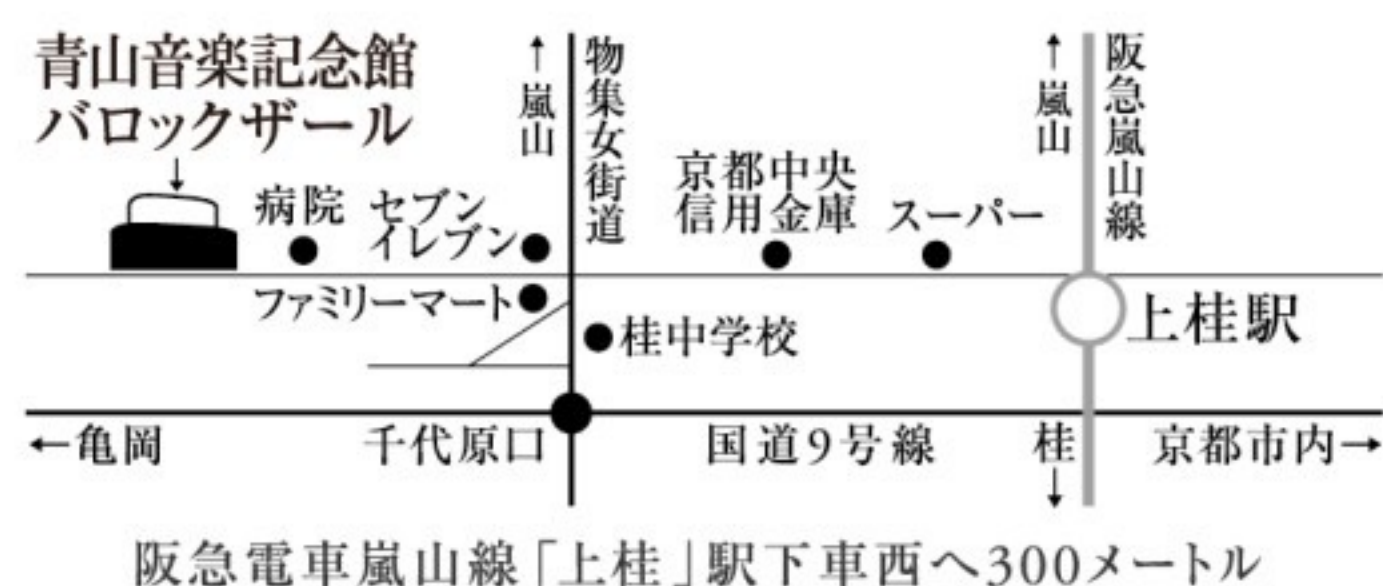 青山音楽記念館
バロックザール
↓
↑嵐山
物集女街道
↑嵐山
阪急嵐山線
病院
セブン
イレブン
京都中央
信用金庫
スーパー
ファミリーマート
桂中学校
上桂駅
←亀岡
千代原口
国道9号線
桂↓
京都市内→
阪急電車嵐山線「上桂」駅下車西へ300メートル